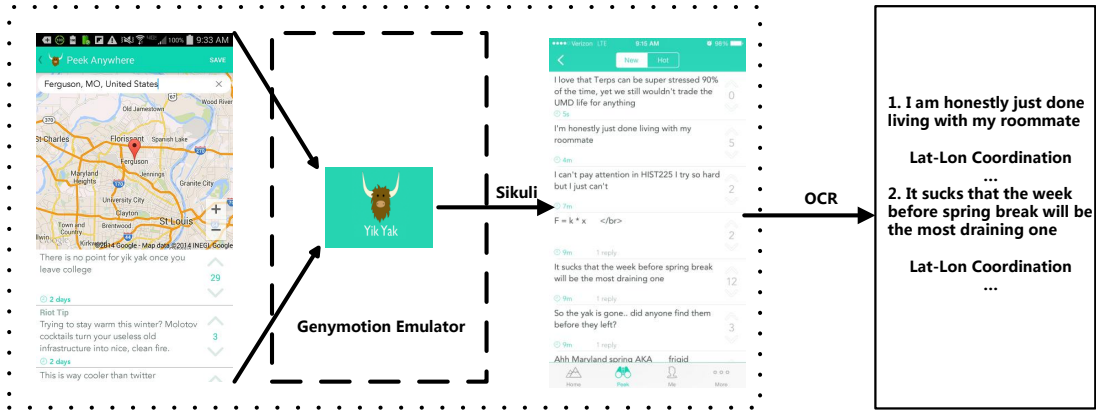 9:33 AM
100%
Peek Anywhere
SAVE
Ferguson, MO, United States
×
67
Wood River
Old Jamestown
370
St Charles
Florissant
Spanish Lake
270
Ferguson
Maryland Heights
170
Jennings
Granite City
University City
Clayton
St Louis
Town and Country
Brentwood
+
−
Kirkwood
©2014 Google - Map data ©2014 INEGI, Google
There is no point for yik yak once you
leave college
29
2 days
Riot Tip
Trying to stay warm this winter? Molotov
cocktails turn your useless old
infrastructure into nice, clean fire.
3
2 days
This is way cooler than twitter
Yik Yak
Genymotion Emulator
Sikuli
Verizon LTE 9:15 AM 98%
New Hot
I love that Terps can be super stressed 90%
of the time, yet we still wouldn't trade the
UMD life for anything
0
5s
I'm honestly just done living with my
roommate
5
4m
I can't pay attention in HIST225 I try so hard
but I just can't
2
7m
F = k * x </br>
2
9m 1 reply
It sucks that the week before spring break
will be the most draining one
12
9m 1 reply
So the yak is gone.. did anyone find them
before they left?
3
9m 1 reply
Ahh Maryland spring AKA frigid
Home Peek Me More
OCR
1. I am honestly just done
living with my roommate
Lat-Lon Coordination
...
2. It sucks that the week
before spring break will be
the most draining one
Lat-Lon Coordination
...